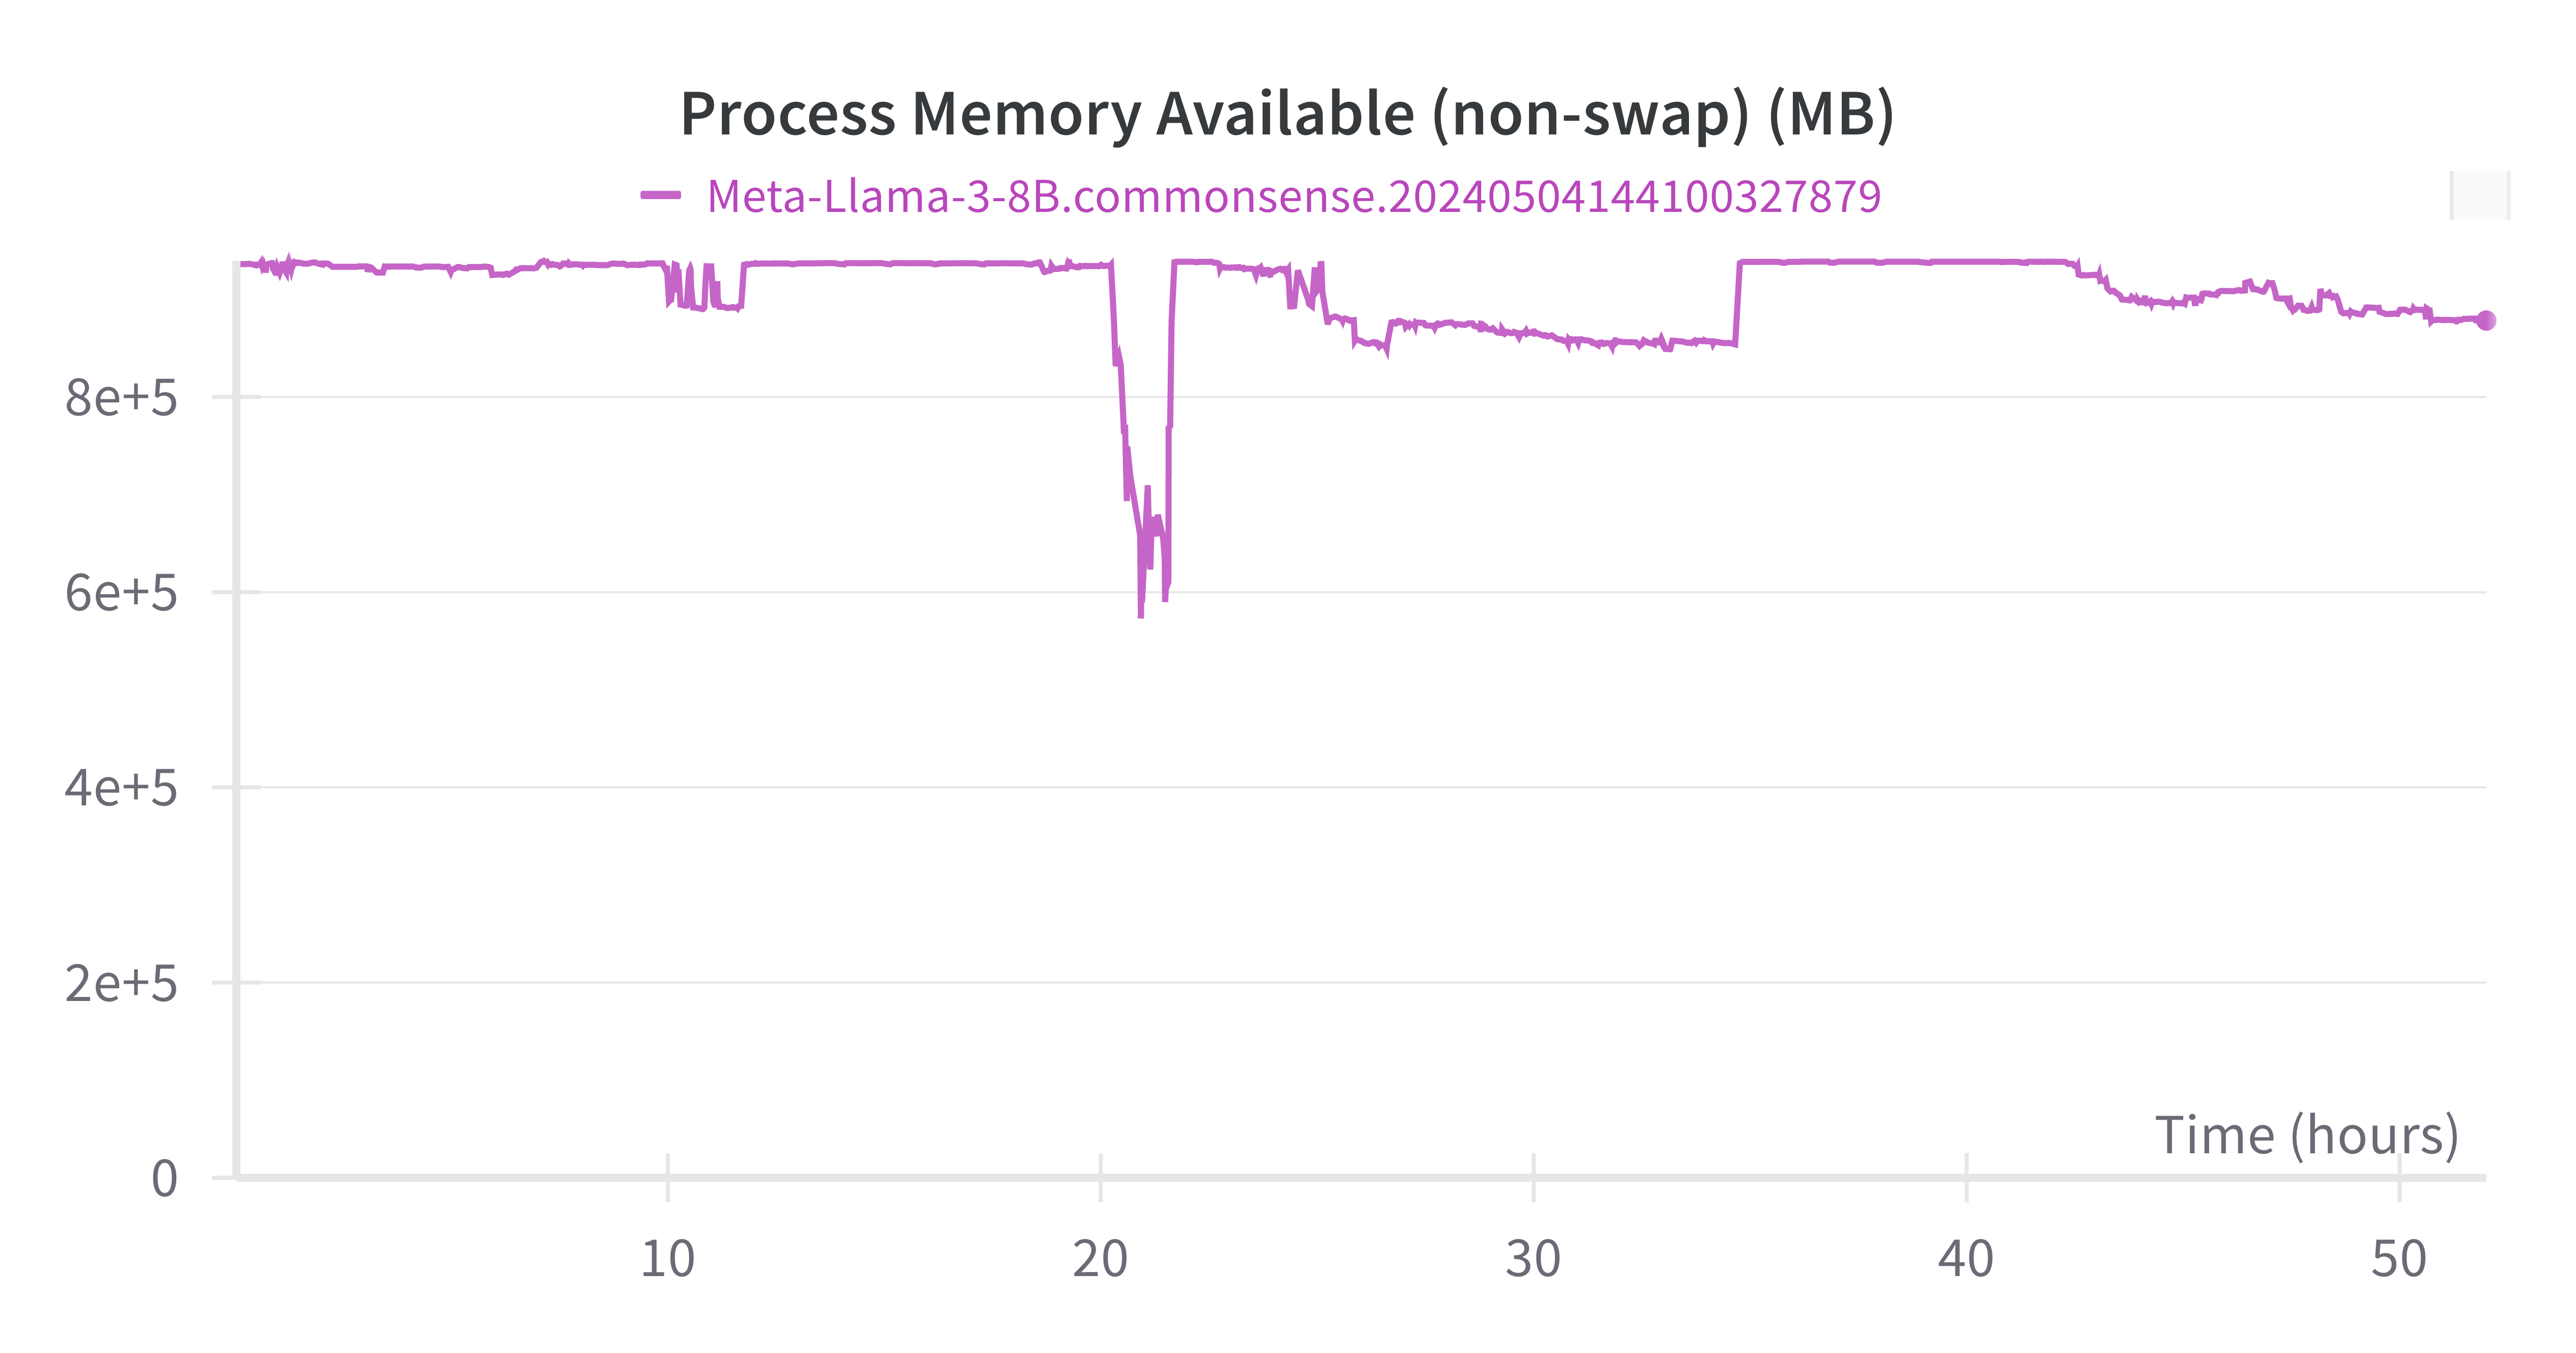 Process Memory Available (non-swap) (MB)
Meta-Llama-3-8B.commonsense.20240504144100327879
8e+5
6e+5
4e+5
2e+5
0
Time (hours)
10 20 30 40 50